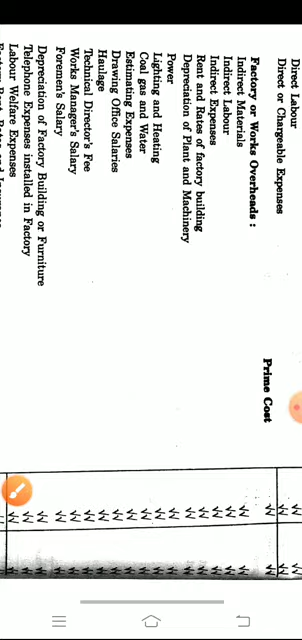 Direct Labour
Direct or Chargeable Expenses
Prime Cost
Factory or Works Overheads :
Indirect Materials
Indirect Labour
Indirect Expenses
Rent and Rates of factory building
Depreciation of Plant and Machinery
Power
Lighting and Heating
Coal gas and Water
Estimating Expenses
Drawing Office Salaries
Haulage
Technical Director's Fee
Works Manager's Salary
Foremen's Salary
Depreciation of Factory Building or Furniture
Telephone Expenses installed in Factory
Labour Welfare Expenses